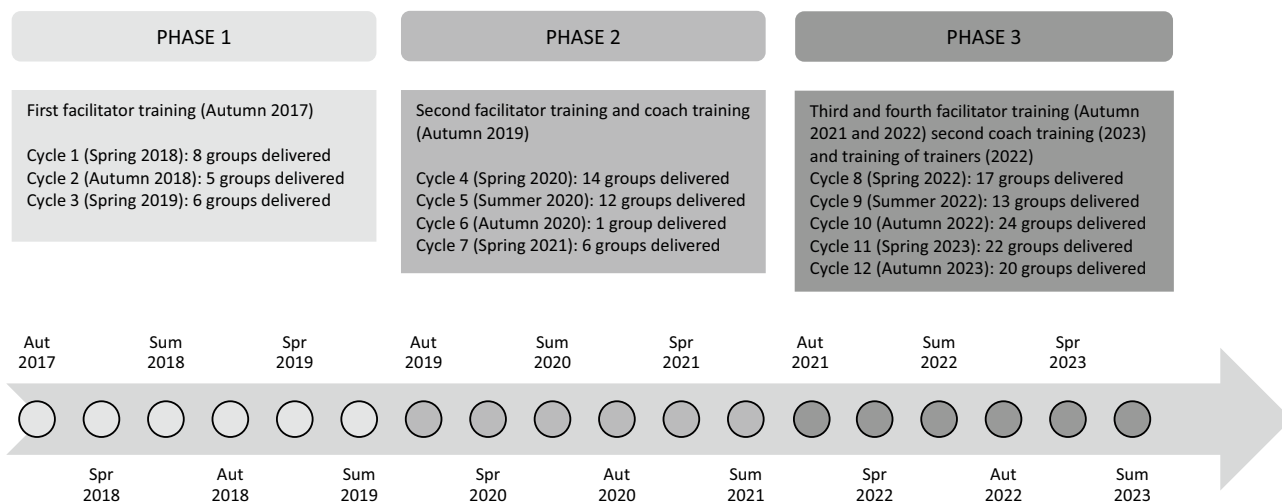 PHASE 1
First facilitator training (Autumn 2017)
Cycle 1 (Spring 2018): 8 groups delivered
Cycle 2 (Autumn 2018): 5 groups delivered
Cycle 3 (Spring 2019): 6 groups delivered
PHASE 2
Second facilitator training and coach training
(Autumn 2019)
Cycle 4 (Spring 2020): 14 groups delivered
Cycle 5 (Summer 2020): 12 groups delivered
Cycle 6 (Autumn 2020): 1 group delivered
Cycle 7 (Spring 2021): 6 groups delivered
PHASE 3
Third and fourth facilitator training (Autumn
2021 and 2022) second coach training (2023)
and training of trainers (2022)
Cycle 8 (Spring 2022): 17 groups delivered
Cycle 9 (Summer 2022): 13 groups delivered
Cycle 10 (Autumn 2022): 24 groups delivered
Cycle 11 (Spring 2023): 22 groups delivered
Cycle 12 (Autumn 2023): 20 groups delivered
Aut
2017
Sum
2018
Spr
2019
Aut
2019
Sum
2020
Spr
2021
Aut
2021
Sum
2022
Spr
2023
Spr
2018
Aut
2018
Sum
2019
Spr
2020
Aut
2020
Sum
2021
Spr
2022
Aut
2022
Sum
2023